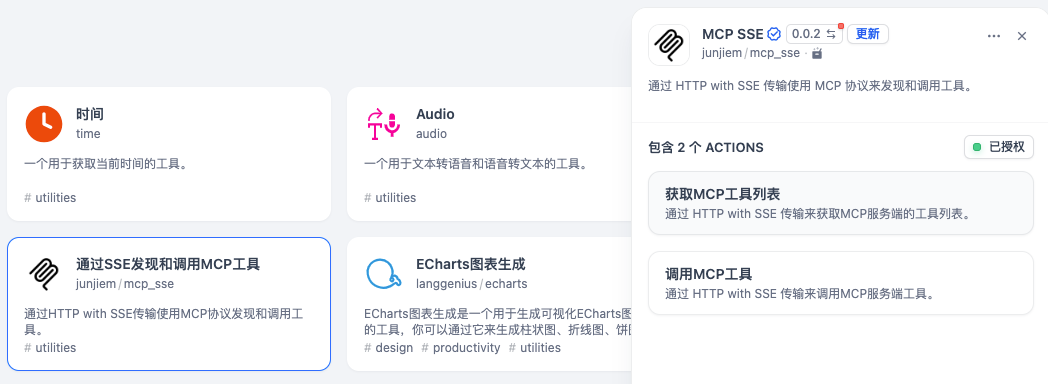 时间
time
一个用于获取当前时间的工具。
# utilities
Audio
audio
一个用于文本转语音和语音转文本的工具。
# utilities
通过SSE发现和调用MCP工具
junjiem / mcp_sse
通过HTTP with SSE传输使用MCP协议发现和调用工
具。
# utilities
ECharts图表生成
langgenius / echarts
ECharts图表生成是一个用于生成可视化ECharts图
的工具，你可以通过它来生成柱状图、折线图、饼
# design # productivity # utilities
MCP SSE 0.0.2 更新
junjiem / mcp_sse ·
通过 HTTP with SSE 传输使用 MCP 协议来发现和调用工具。
包含 2 个 ACTIONS
已授权
获取MCP工具列表
通过 HTTP with SSE 传输来获取MCP服务端的工具列表。
调用MCP工具
通过 HTTP with SSE 传输来调用MCP服务端工具。